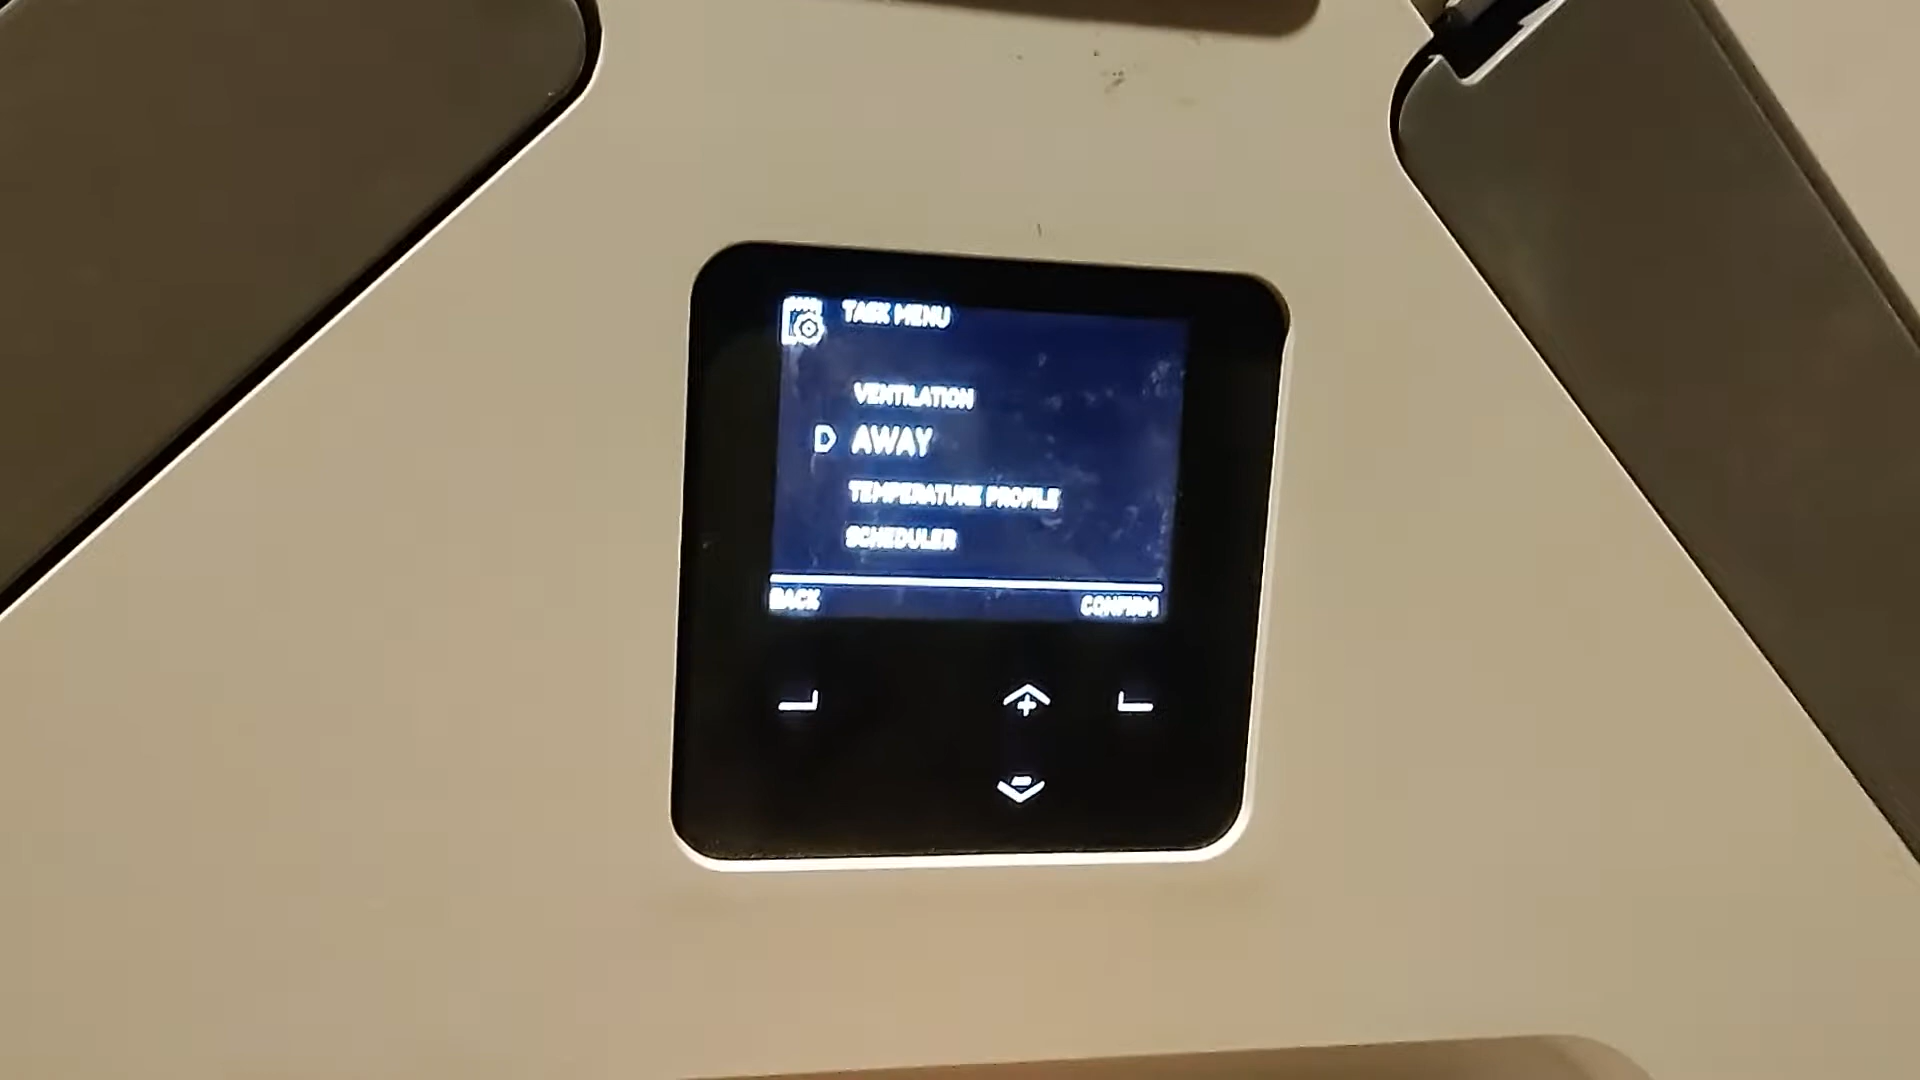 TASK MENU
VENTILATION
AWAY
TEMPERATURE PROFILE
SCHEDULER
BACK CONFIRM